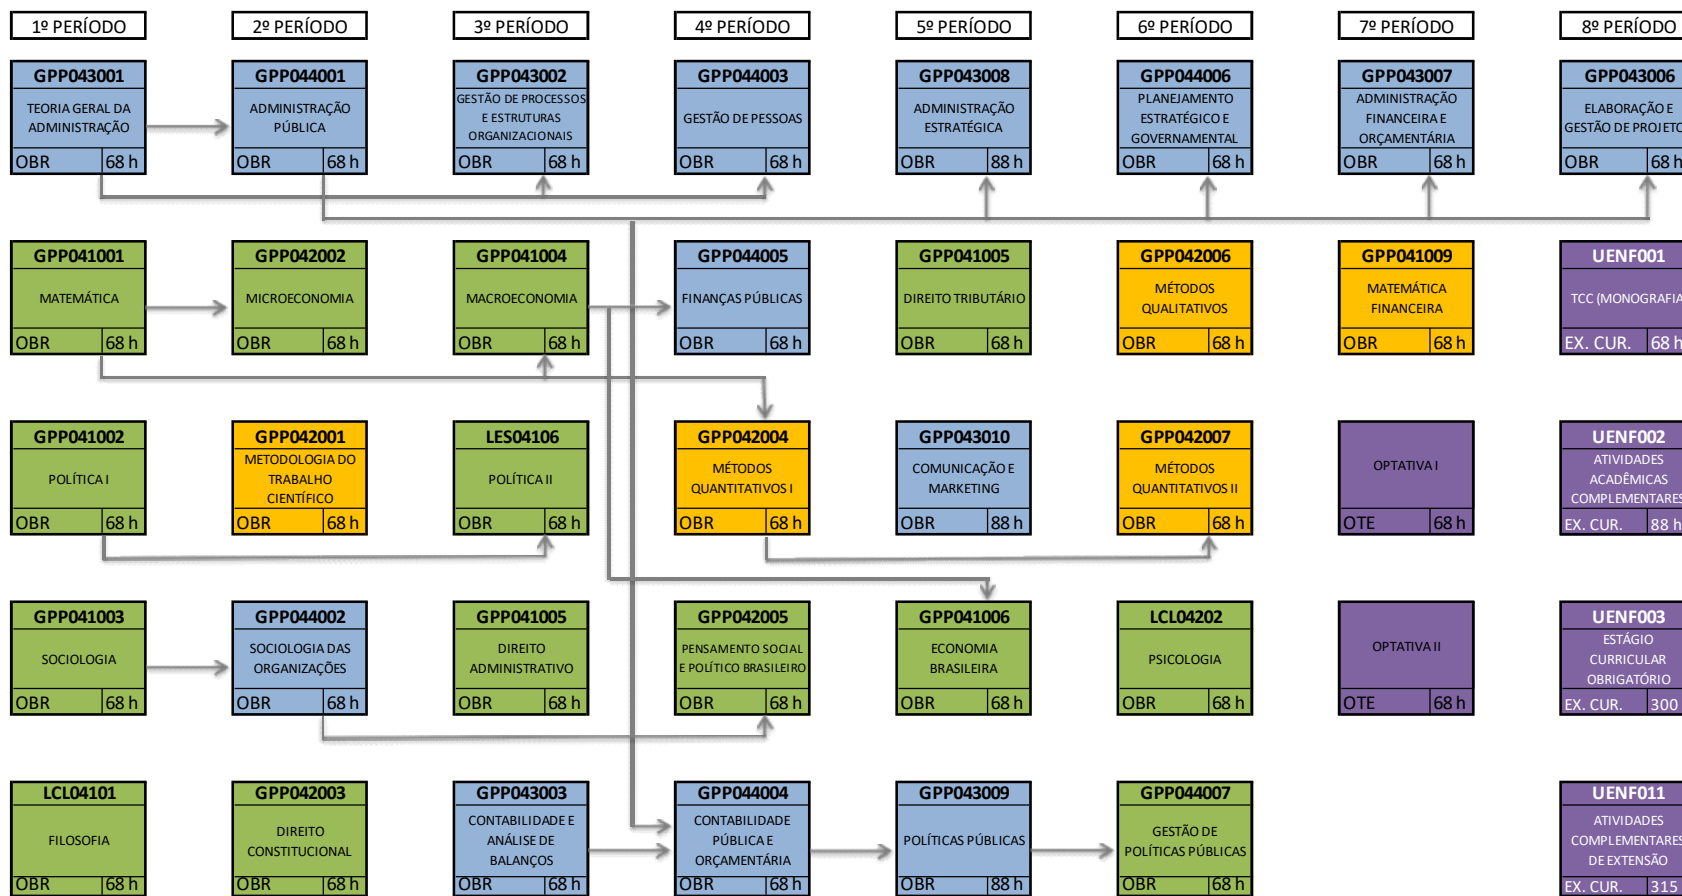 1º PERÍODO
2º PERÍODO
3º PERÍODO
4º PERÍODO
5º PERÍODO
6º PERÍODO
7º PERÍODO
8º PERÍODO
GPP043001
TEORIA GERAL DA
ADMINISTRAÇÃO
OBR 68 h
GPP044001
ADMINISTRAÇÃO
PÚBLICA
OBR 68 h
GPP043002
GESTÃO DE PROCESSOS
E ESTRUTURAS
ORGANIZACIONAIS
OBR 68 h
GPP044003
GESTÃO DE PESSOAS
OBR 68 h
GPP043008
ADMINISTRAÇÃO
ESTRATÉGICA
OBR 88 h
GPP044006
PLANEJAMENTO
ESTRATÉGICO E
GOVERNAMENTAL
OBR 68 h
GPP043007
ADMINISTRAÇÃO
FINANCEIRA E
ORÇAMENTÁRIA
OBR 68 h
GPP043006
ELABORAÇÃO E
GESTÃO DE PROJETO
OBR 68 h
GPP041001
MATEMÁTICA
OBR 68 h
GPP042002
MICROECONOMIA
OBR 68 h
GPP041004
MACROECONOMIA
OBR 68 h
GPP044005
FINANÇAS PÚBLICAS
OBR 68 h
GPP041005
DIREITO TRIBUTÁRIO
OBR 68 h
GPP042006
MÉTODOS
QUALITATIVOS
OBR 68 h
GPP041009
MATEMÁTICA
FINANCEIRA
OBR 68 h
UENF001
TCC (MONOGRAFIA
EX. CUR. 68 h
GPP041002
POLÍTICA I
OBR 68 h
GPP042001
METODOLOGIA DO
TRABALHO
CIENTÍFICO
OBR 68 h
LES04106
POLÍTICA II
OBR 68 h
GPP042004
MÉTODOS
QUANTITATIVOS I
OBR 68 h
GPP043010
COMUNICAÇÃO E
MARKETING
OBR 88 h
GPP042007
MÉTODOS
QUANTITATIVOS II
OBR 68 h
OPTATIVA I
OTE 68 h
UENF002
ATIVIDADES
ACADÊMICAS
COMPLEMENTARES
EX. CUR. 88 h
GPP041003
SOCIOLOGIA
OBR 68 h
GPP044002
SOCIOLOGIA DAS
ORGANIZAÇÕES
OBR 68 h
GPP041005
DIREITO
ADMINISTRATIVO
OBR 68 h
GPP042005
PENSAMENTO SOCIAL
E POLÍTICO BRASILEIRO
OBR 68 h
GPP041006
ECONOMIA
BRASILEIRA
OBR 68 h
LCL04202
PSICOLOGIA
OBR 68 h
OPTATIVA II
OTE 68 h
UENF003
ESTÁGIO
CURRICULAR
OBRIGATÓRIO
EX. CUR. 300
LCL04101
FILOSOFIA
OBR 68 h
GPP042003
DIREITO
CONSTITUCIONAL
OBR 68 h
GPP043003
CONTABILIDADE E
ANÁLISE DE
BALANÇOS
OBR 68 h
GPP044004
CONTABILIDADE
PÚBLICA E
ORÇAMENTÁRIA
OBR 68 h
GPP043009
POLÍTICAS PÚBLICAS
OBR 88 h
GPP044007
GESTÃO DE
POLÍTICAS PÚBLICAS
OBR 68 h
UENF011
ATIVIDADES
COMPLEMENTARES
DE EXTENSÃO
EX. CUR. 315